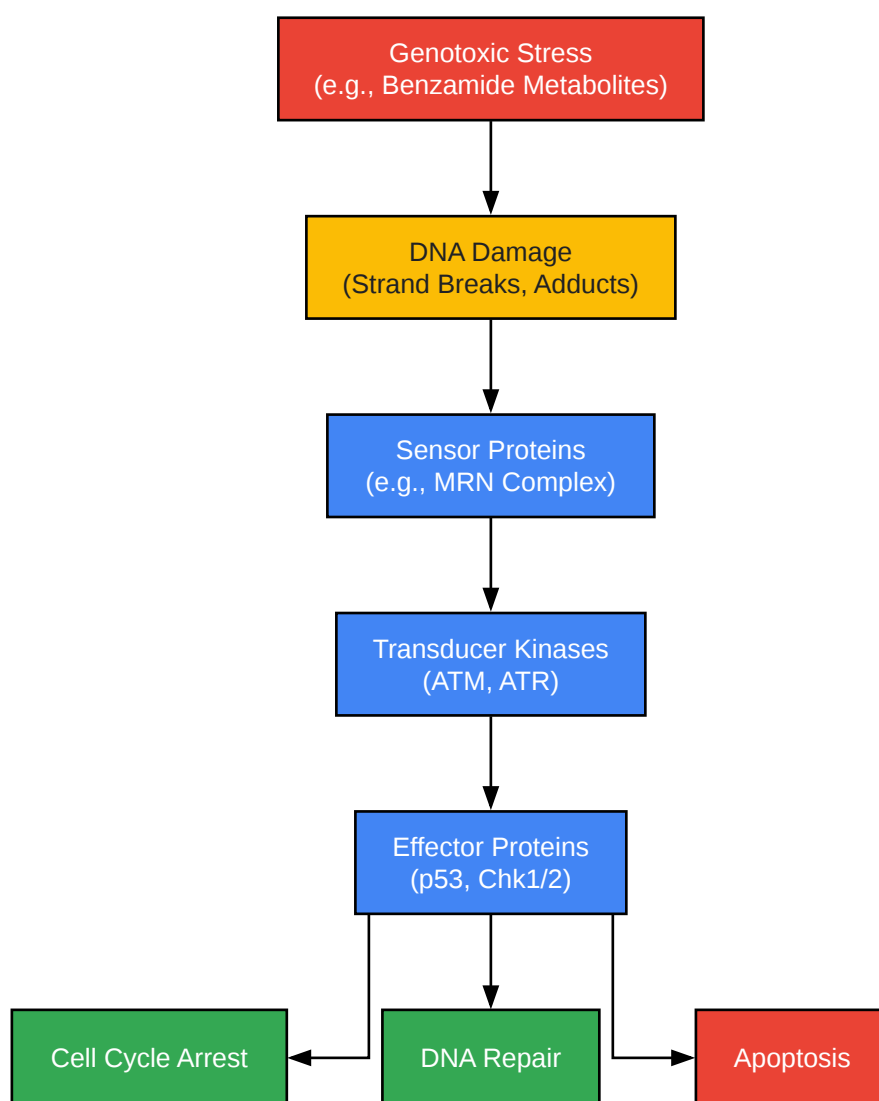 Genotoxic Stress
(e.g., Benzamide Metabolites)
DNA Damage
(Strand Breaks, Adducts)
Sensor Proteins
(e.g., MRN Complex)
Transducer Kinases
(ATM, ATR)
Effector Proteins
(p53, Chk1/2)
Cell Cycle Arrest
DNA Repair
Apoptosis